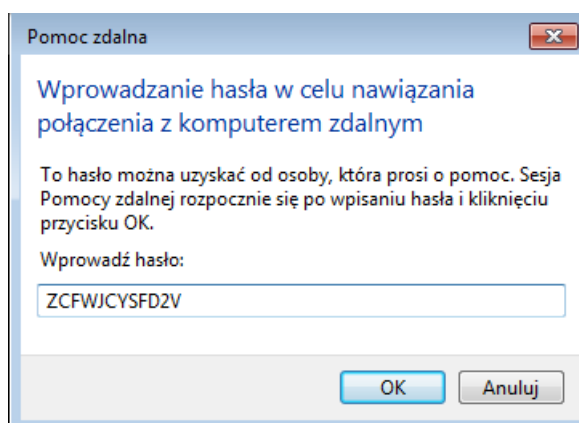 Pomoc zdalna
Wprowadzanie hasła w celu nawiązania
połączenia z komputerem zdalnym
To hasło można uzyskać od osoby, która prosi o pomoc. Sesja
Pomocy zdalnej rozpocznie się po wpisaniu hasła i kliknięciu
przycisku OK.
Wprowadź hasło:
ZCFWJCYSFD2V
OK Anuluj